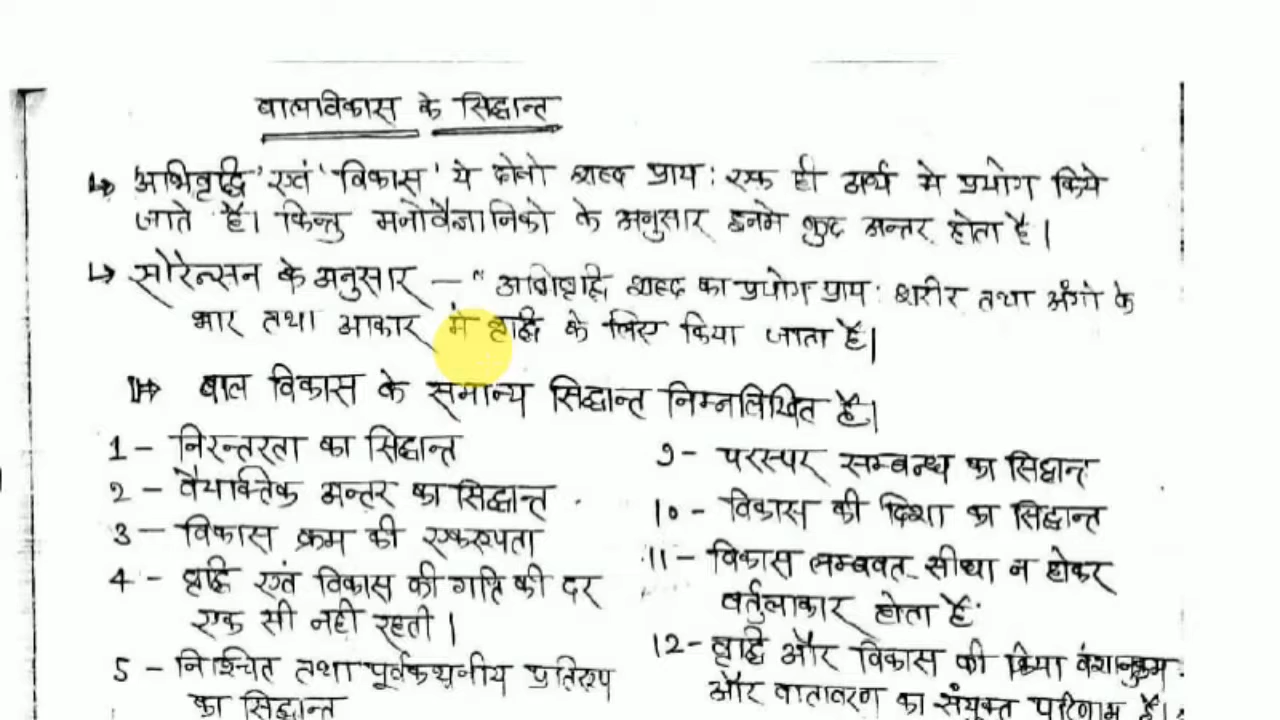 बालविकास के सिद्धान्त
'अभिवृद्धि' एवं 'विकास' ये दोनो शब्द प्राय: एक ही अर्थ मे प्रयोग किये
जाते है। किन्तु मनोवैज्ञानिको के अनुसार इनमे कुछ अन्तर होता है।
सोरेन्सन के अनुसार – " अभिवृद्धि शब्द का प्रयोग प्राय: शरीर तथा अंगो के
भार तथा आकार में वृद्धि के लिए किया जाता है।
बाल विकास के समान्य सिद्धान्त निम्नलिखित है।
1 – निरन्तरता का सिद्धान्त
2 – वैयक्तिक अन्तर का सिद्धान्त
3 – विकास क्रम की एकरूपता
4 - वृद्धि एवं विकास की गति की दर
एक सी नही रहती।
5 – निश्चित तथा पूर्वकथनीय प्रतिरूप
का सिद्धान्त
9- परस्पर सम्बन्ध का सिद्धान्त
10 - विकास की दिशा का सिद्धान्त
11 – विकास लम्बवत सीधा न होकर
वर्तुलाकार होता है
12- वृद्धि और विकास की क्रिया वंशानुक्रम
और वातावरण का संयुक्त परिणाम है।